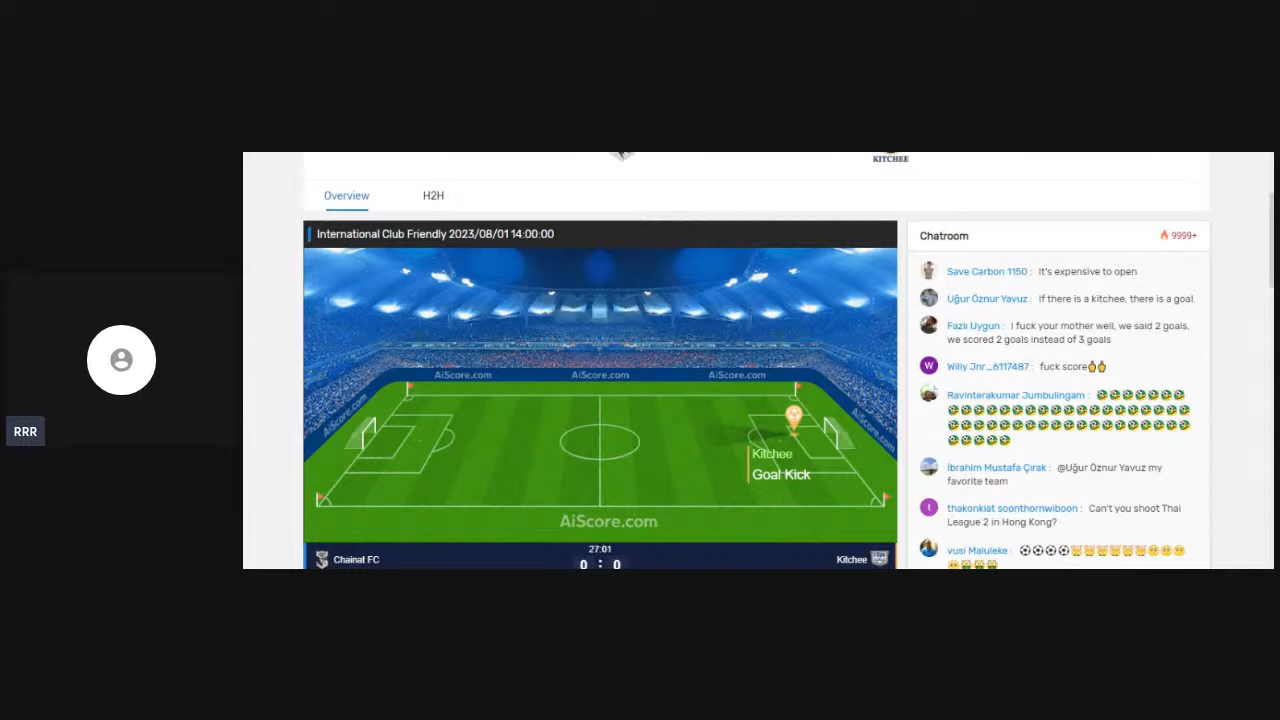 KITCHEE
Overview
H2H
International Club Friendly 2023/08/01 14:00:00
Chatroom
9999+
Save Carbon 1150 : It's expensive to open
Uğur Öznur Yavuz : If there is a kitchee, there is a goal.
Fazlı Uygun : I fuck your mother well, we said 2 goals,
we scored 2 goals instead of 3 goals
W
Willy Jnr_6117487 : fuck score🖕🖕
Ravinterakumar Jumbulingam :
İbrahim Mustafa Çırak : @Uğur Öznur Yavuz my
favorite team
t
thakonkiat soonthornwiboon : Can't you shoot Thai
League 2 in Hong Kong?
vusi Maluleke :
AiScore.com
AiScore.com
AiScore.com
AiScore.com
AiScore.com
Kitchee
Goal Kick
AiScore.com
27:01
Chainat FC
0 : 0
Kitchee
RRR